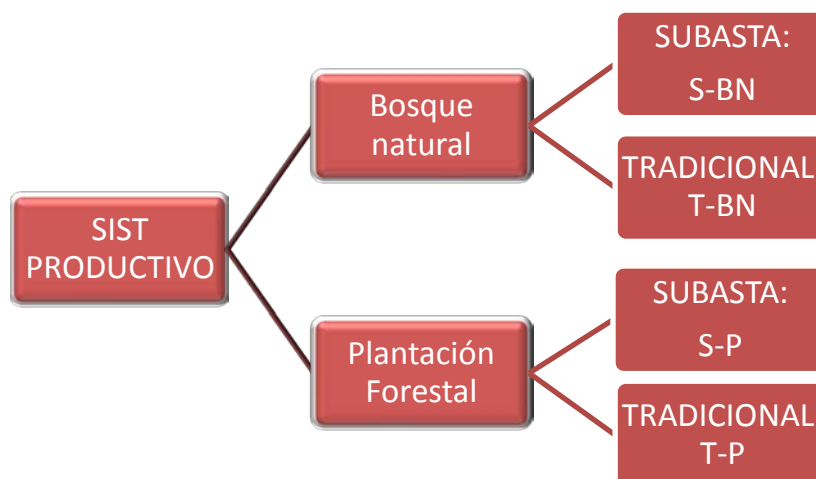 SIST
PRODUCTIVO
Bosque
natural
SUBASTA:
S-BN
TRADICIONAL
T-BN
Plantación
Forestal
SUBASTA:
S-P
TRADICIONAL
T-P